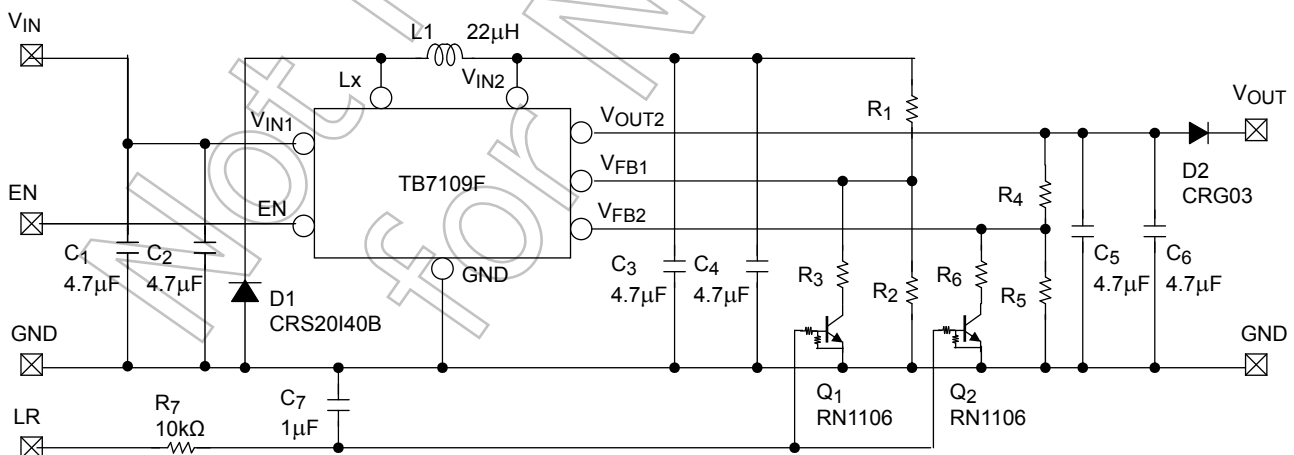 VIN
L1 22μH
Lx
VIN2
VOUT2
R1
VOUT
VIN1
TB7109F
VFB1
D2
CRG03
EN
EN
VFB2
R4
C1
4.7μF
C2
4.7μF
GND
C3
4.7μF
C4
4.7μF
R3
R2
R6
R5
C5
4.7μF
C6
4.7μF
D1
CRS20I40B
GND
GND
R7
10kΩ
C7
1μF
Q1
RN1106
Q2
RN1106
LR
Not
for N